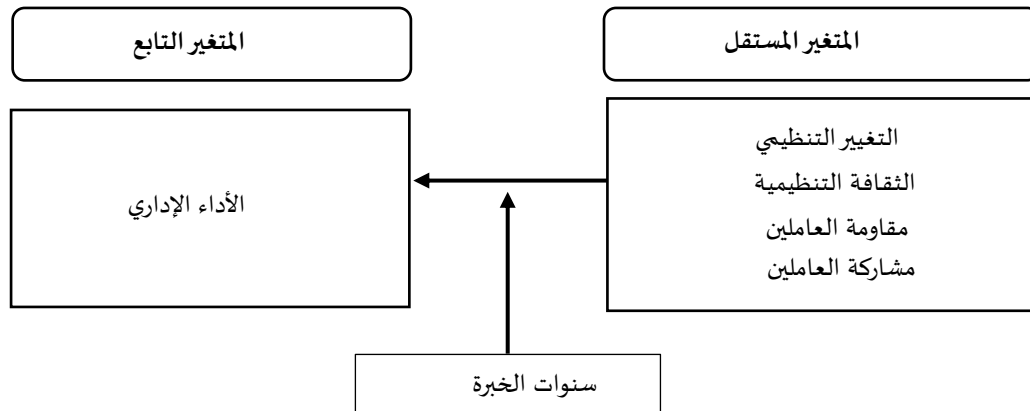 المتغير المستقل
المتغير التابع
التغيير التنظيمي
الثقافة التنظيمية
مقاومة العاملين
مشاركة العاملين
الأداء الإداري
سنوات الخبرة